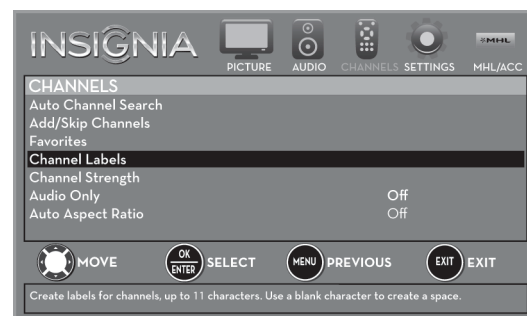 INSIGNIA
PICTURE AUDIO CHANNELS SETTINGS MHL MHL/ACC
CHANNELS
Auto Channel Search
Add/Skip Channels
Favorites
Channel Labels
Channel Strength
Audio Only Off
Auto Aspect Ratio Off
MOVE OK ENTER SELECT MENU PREVIOUS EXIT EXIT
Create labels for channels, up to 11 characters. Use a blank character to create a space.